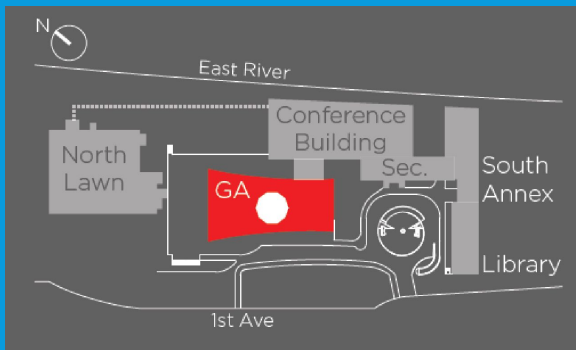 N
East River
Conference
Building
North
Lawn
Sec.
GA
South
Annex
Library
1st Ave